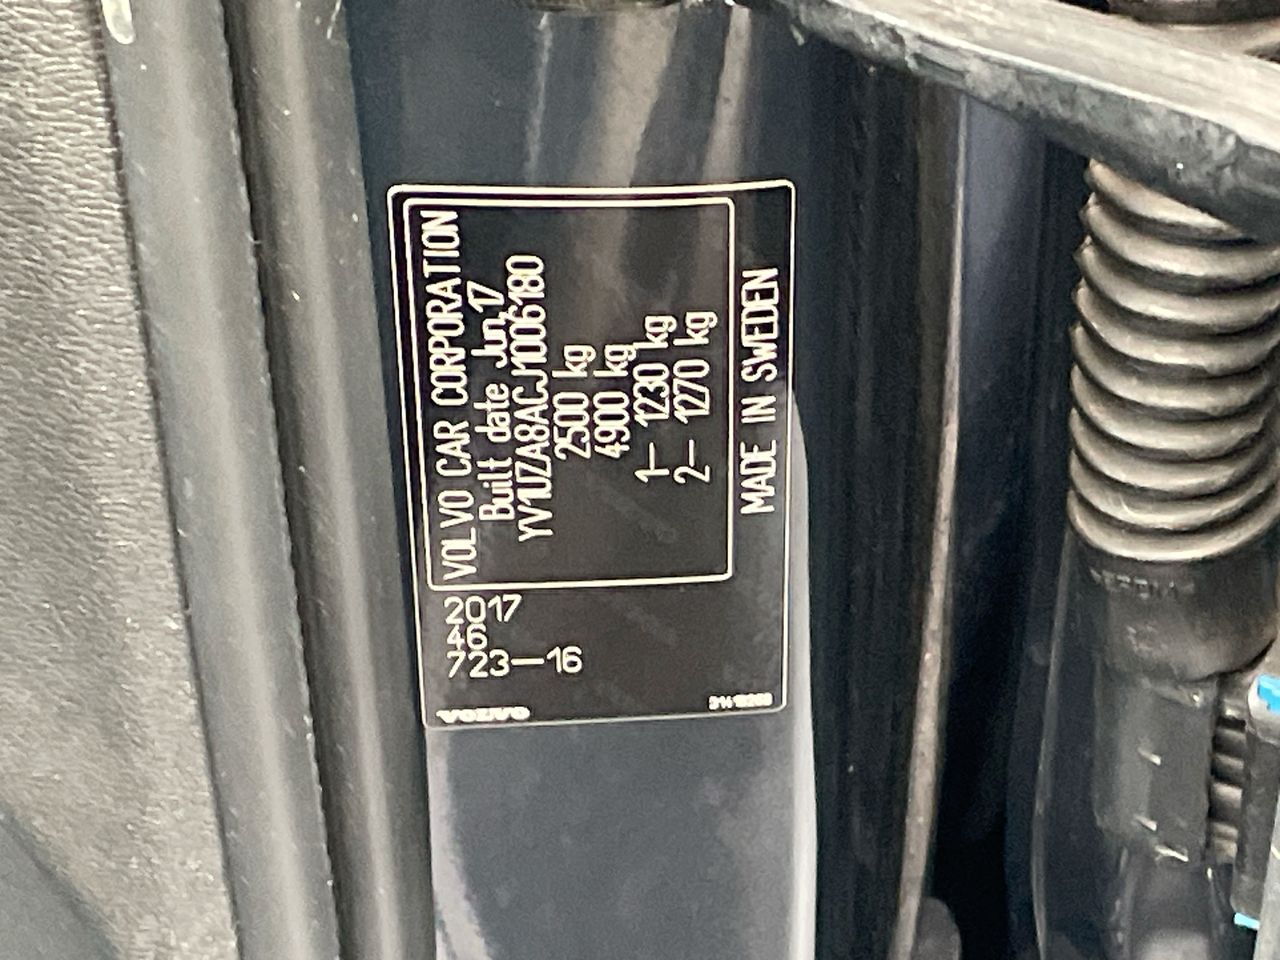 VOLVO CAR CORPORATION
Built date Jun,17
YV1UZA8ACJ1006180
2500 kg
4900 kg
1– 1230 kg
2– 1270 kg
MADE IN SWEDEN
2017
46
723–16
VOLVO